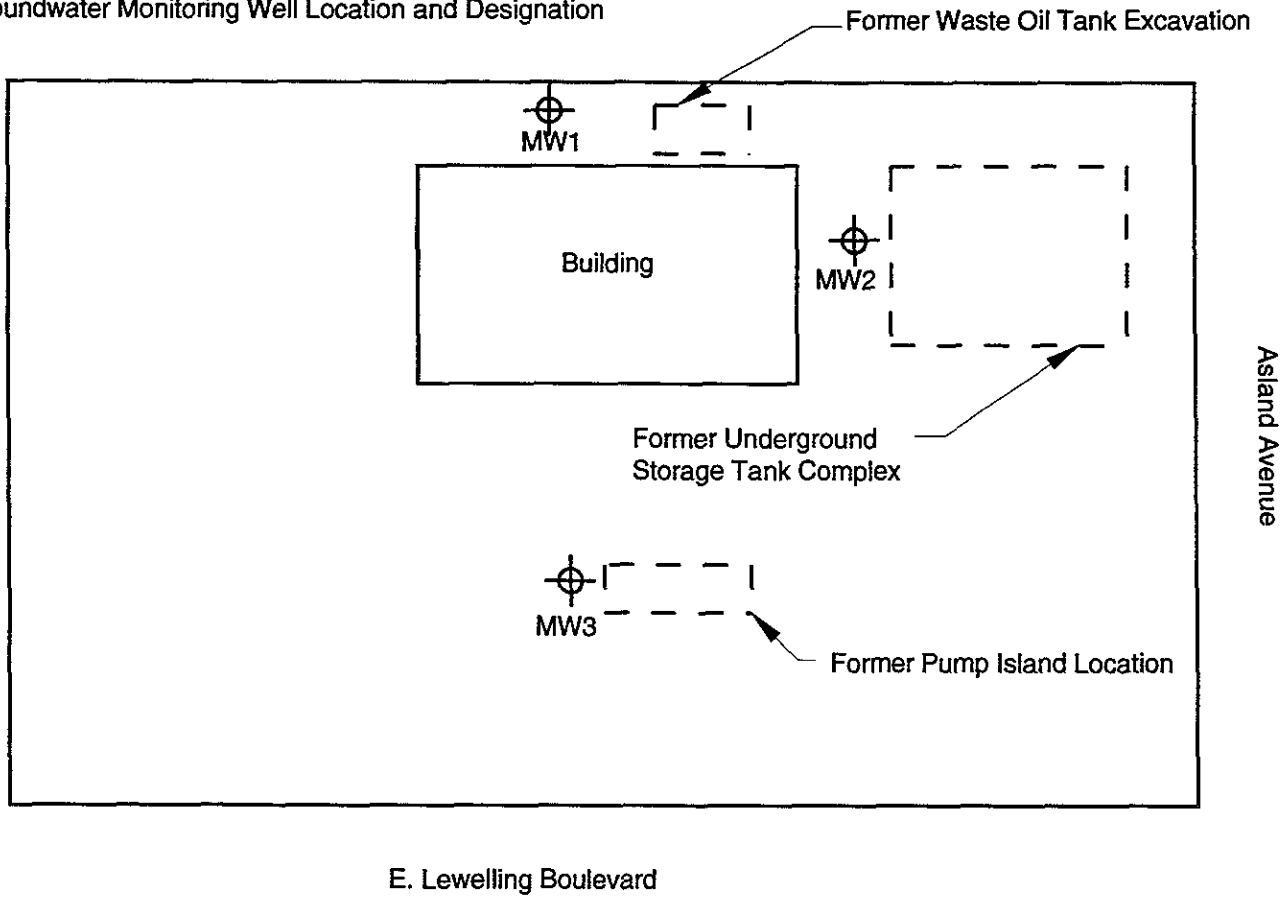 oundwater Monitoring Well Location and Designation
Former Waste Oil Tank Excavation
MW1
Building
MW2
Asland Avenue
Former Underground
Storage Tank Complex
MW3
Former Pump Island Location
E. Lewelling Boulevard